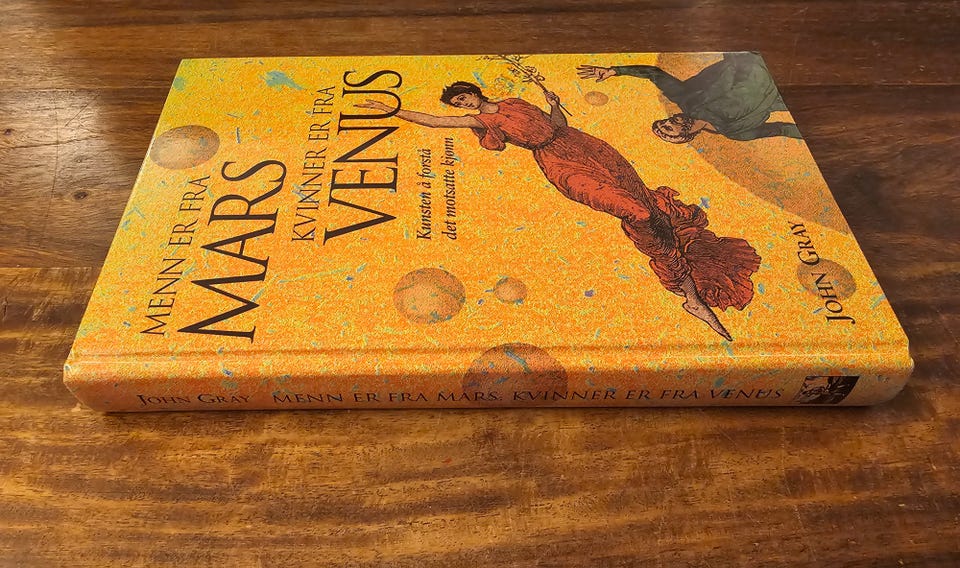 MENN ER FRA
MARS
KVINNER ER FRA
VENUS
Kunsten å forstå
det motsatte kjønn
JOHN GRAY
JOHN GRAY MENN ER FRA MARS, KVINNER ER FRA VENUS